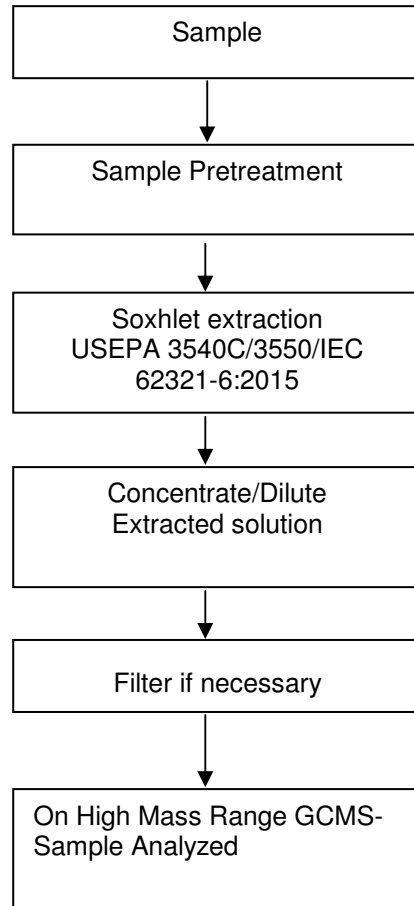 Sample
Sample Pretreatment
Soxhlet extraction
USEPA 3540C/3550/IEC
62321-6:2015
Concentrate/Dilute
Extracted solution
Filter if necessary
On High Mass Range GCMS-
Sample Analyzed